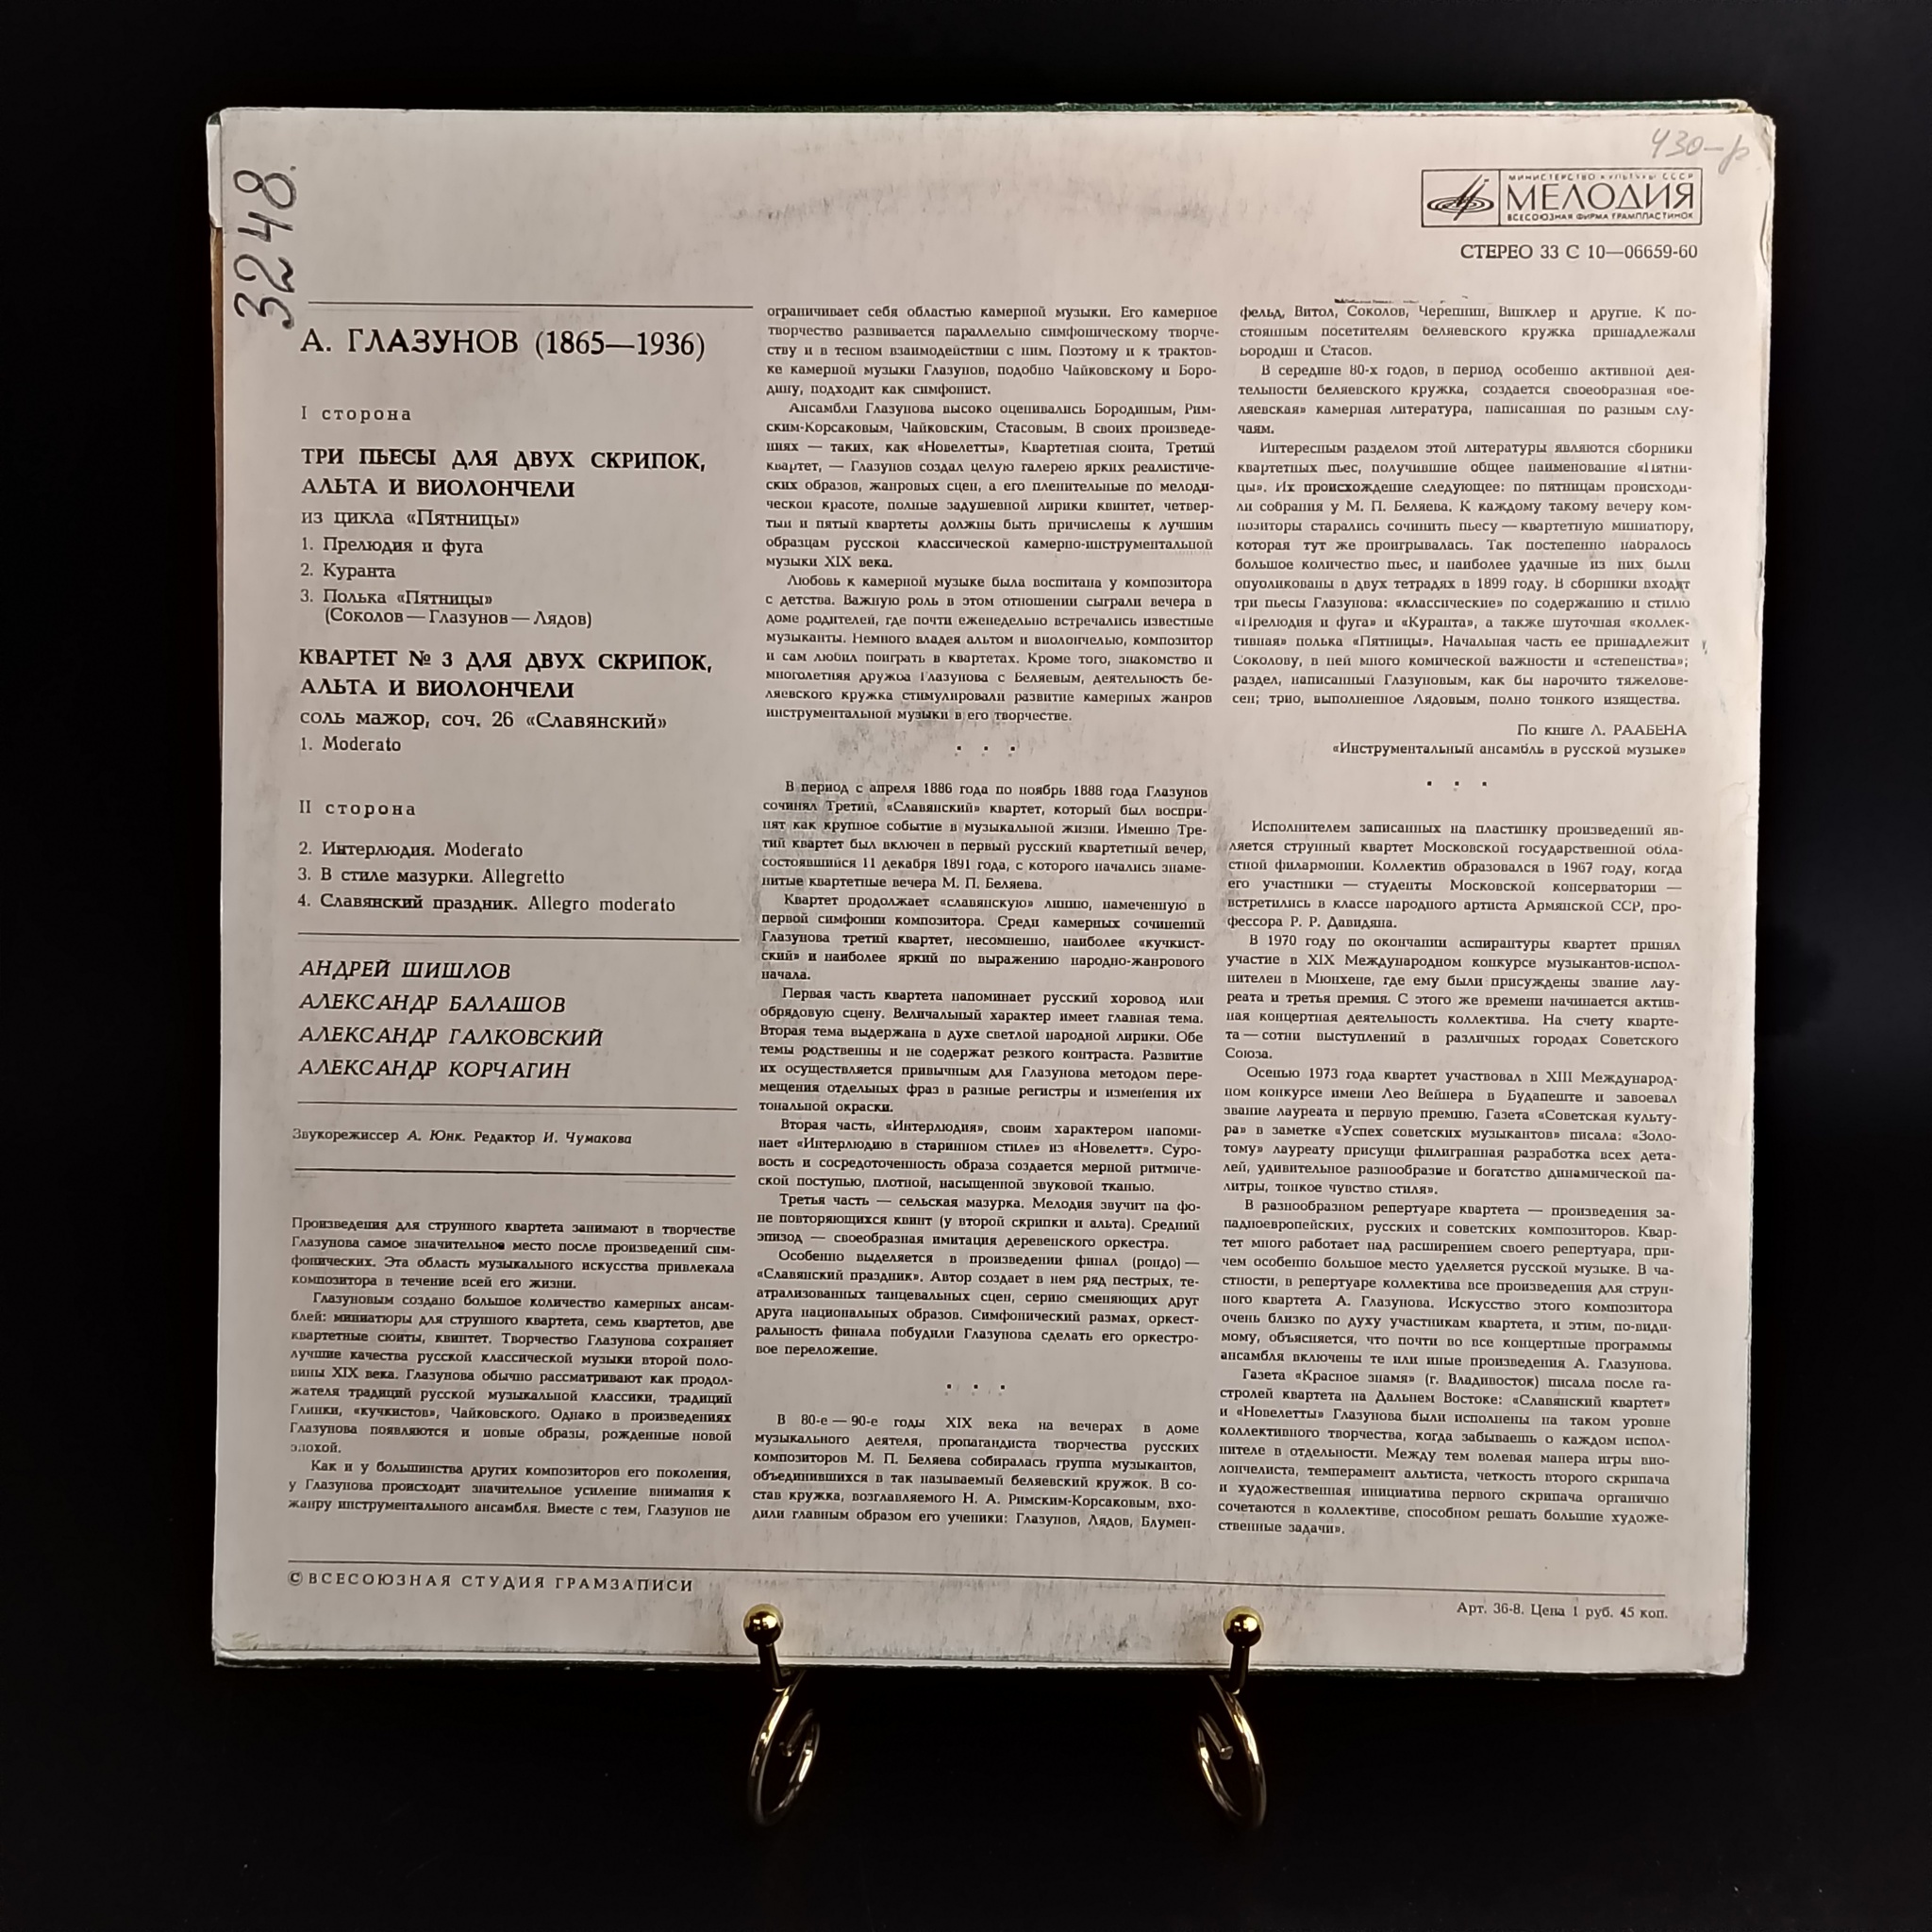 3248.
430-р
МИНИСТЕРСТВО КУЛЬТУРЫ СССР
МЕЛОДИЯ
ВСЕСОЮЗНАЯ ФИРМА ГРАМПЛАСТИНОК
СТЕРЕО 33 С 10—06659-60
А. ГЛАЗУНОВ (1865—1936)
I сторона
ТРИ ПЬЕСЫ ДЛЯ ДВУХ СКРИПОК,
АЛЬТА И ВИОЛОНЧЕЛИ
из цикла «Пятницы»
1. Прелюдия и фуга
2. Куранта
3. Полька «Пятницы»
(Соколов — Глазунов — Лядов)
КВАРТЕТ № 3 ДЛЯ ДВУХ СКРИПОК,
АЛЬТА И ВИОЛОНЧЕЛИ
соль мажор, соч. 26 «Славянский»
1. Moderato
II сторона
2. Интерлюдия. Moderato
3. В стиле мазурки. Allegretto
4. Славянский праздник. Allegro moderato
АНДРЕЙ ШИШЛОВ
АЛЕКСАНДР БАЛАШОВ
АЛЕКСАНДР ГАЛКОВСКИЙ
АЛЕКСАНДР КОРЧАГИН
Звукорежиссер А. Юнк. Редактор И. Чумакова
Произведения для струнного квартета занимают в творчестве
Глазунова самое значительное место после произведений сим-
фонических. Эта область музыкального искусства привлекала
композитора в течение всей его жизни.
Глазуновым создано большое количество камерных ансам-
блей: миниатюры для струнного квартета, семь квартетов, две
квартетные сюиты, квинтет. Творчество Глазунова сохраняет
лучшие качества русской классической музыки второй поло-
вины XIX века. Глазунова обычно рассматривают как продол-
жателя традиций русской музыкальной классики, традиций
Глинки, «кучкистов», Чайковского. Однако в произведениях
Глазунова появляются и новые образы, рожденные новой
эпохой.
Как и у большинства других композиторов его поколения,
у Глазунова происходит значительное усиление внимания к
жанру инструментального ансамбля. Вместе с тем, Глазунов не
ограничивает себя областью камерной музыки. Его камерное
творчество развивается параллельно симфоническому творче-
ству и в тесном взаимодействии с ним. Поэтому и к трактов-
ке камерной музыки Глазунов, подобно Чайковскому и Боро-
дину, подходит как симфонист.
Ансамбли Глазунова высоко оценивались Бородиным, Рим-
ским-Корсаковым, Чайковским, Стасовым. В своих произведе-
ниях — таких, как «Новелетты», Квартетная сюита, Третий
квартет, — Глазунов создал целую галерею ярких реалистиче-
ских образов, жанровых сцен, а его пленительные по мелоди-
ческой красоте, полные задушевной лирики квинтет, четвер-
тый и пятый квартеты должны быть причислены к лучшим
образцам русской классической камерно-инструментальной
музыки XIX века.
Любовь к камерной музыке была воспитана у композитора
с детства. Важную роль в этом отношении сыграли вечера в
доме родителей, где почти еженедельно встречались известные
музыканты. Немного владея альтом и виолончелью, композитор
и сам любил поиграть в квартетах. Кроме того, знакомство и
многолетняя дружба Глазунова с Беляевым, деятельность бе-
ляевского кружка стимулировали развитие камерных жанров
инструментальной музыки в его творчестве.
. . .
В период с апреля 1886 года по ноябрь 1888 года Глазунов
сочинял Третий, «Славянский» квартет, который был воспри-
нят как крупное событие в музыкальной жизни. Именно Тре-
тий квартет был включен в первый русский квартетный вечер,
состоявшийся 11 декабря 1891 года, с которого начались знаме-
нитые квартетные вечера М. П. Беляева.
Квартет продолжает «славянскую» линию, намеченную в
первой симфонии композитора. Среди камерных сочинений
Глазунова третий квартет, несомненно, наиболее «кучкист-
ский» и наиболее яркий по выражению народно-жанрового
начала.
Первая часть квартета напоминает русский хоровод или
обрядовую сцену. Величальный характер имеет главная тема.
Вторая тема выдержана в духе светлой народной лирики. Обе
темы родственны и не содержат резкого контраста. Развитие
их осуществляется привычным для Глазунова методом пере-
мещения отдельных фраз в разные регистры и изменения их
тональной окраски.
Вторая часть, «Интерлюдия», своим характером напоми-
нает «Интерлюдию в старинном стиле» из «Новелетт». Суро-
вость и сосредоточенность образа создается мерной ритмиче-
ской поступью, плотной, насыщенной звуковой тканью.
Третья часть — сельская мазурка. Мелодия звучит на фо-
не повторяющихся квинт (у второй скрипки и альта). Средний
эпизод — своеобразная имитация деревенского оркестра.
Особенно выделяется в произведении финал (рондо) —
«Славянский праздник». Автор создает в нем ряд пестрых, те-
атрализованных танцевальных сцен, серию сменяющих друг
друга национальных образов. Симфонический размах, оркест-
ральность финала побудили Глазунова сделать его оркестро-
вое переложение.
. . .
В 80-е — 90-е годы XIX века на вечерах в доме
музыкального деятеля, пропагандиста творчества русских
композиторов М. П. Беляева собиралась группа музыкантов,
объединившихся в так называемый беляевский кружок. В со-
став кружка, возглавляемого Н. А. Римским-Корсаковым, вхо-
дили главным образом его ученики: Глазунов, Лядов, Блумен-
фельд, Витол, Соколов, Черепнин, Винклер и другие. К по-
стоянным посетителям беляевского кружка принадлежали
Бородин и Стасов.
В середине 80-х годов, в период особенно активной дея-
тельности беляевского кружка, создается своеобразная «бе-
ляевская» камерная литература, написанная по разным слу-
чаям.
Интересным разделом этой литературы являются сборники
квартетных пьес, получившие общее наименование «Пятни-
цы». Их происхождение следующее: по пятницам происходи-
ли собрания у М. П. Беляева. К каждому такому вечеру ком-
позиторы старались сочинить пьесу — квартетную миниатюру,
которая тут же проигрывалась. Так постепенно набралось
большое количество пьес, и наиболее удачные из них были
опубликованы в двух тетрадях в 1899 году. В сборники входят
три пьесы Глазунова: «классические» по содержанию и стилю
«Прелюдия и фуга» и «Куранта», а также шуточная «коллек-
тивная» полька «Пятницы». Начальная часть ее принадлежит
Соколову, в ней много комической важности и «степенства»;
раздел, написанный Глазуновым, как бы нарочито тяжелове-
сен; трио, выполненное Лядовым, полно тонкого изящества.
По книге Л. РААБЕНА
«Инструментальный ансамбль в русской музыке»
. . .
Исполнителем записанных на пластинку произведений яв-
ляется струнный квартет Московской государственной обла-
стной филармонии. Коллектив образовался в 1967 году, когда
его участники — студенты Московской консерватории —
встретились в классе народного артиста Армянской ССР, про-
фессора Р. Р. Давидяна.
В 1970 году по окончании аспирантуры квартет принял
участие в XIX Международном конкурсе музыкантов-испол-
нителей в Мюнхене, где ему были присуждены звание лау-
реата и третья премия. С этого же времени начинается актив-
ная концертная деятельность коллектива. На счету кварте-
та — сотни выступлений в различных городах Советского
Союза.
Осенью 1973 года квартет участвовал в XIII Международ-
ном конкурсе имени Лео Вейнера в Будапеште и завоевал
звание лауреата и первую премию. Газета «Советская культу-
ра» в заметке «Успех советских музыкантов» писала: «Золо-
тому» лауреату присущи филигранная разработка всех дета-
лей, удивительное разнообразие и богатство динамической па-
литры, тонкое чувство стиля».
В разнообразном репертуаре квартета — произведения за-
падноевропейских, русских и советских композиторов. Квар-
тет много работает над расширением своего репертуара, при-
чем особенно большое место уделяется русской музыке. В ча-
стности, в репертуаре коллектива все произведения для струн-
ного квартета А. Глазунова. Искусство этого композитора
очень близко по духу участникам квартета, и этим, по-види-
мому, объясняется, что почти во все концертные программы
ансамбля включены те или иные произведения А. Глазунова.
Газета «Красное знамя» (г. Владивосток) писала после га-
стролей квартета на Дальнем Востоке: «Славянский квартет»
и «Новелетты» Глазунова были исполнены на таком уровне
коллективного творчества, когда забываешь о каждом испол-
нителе в отдельности. Между тем волевая манера игры вио-
лончелиста, темперамент альтиста, четкость второго скрипача
и художественная инициатива первого скрипача органично
сочетаются в коллективе, способном решать большие художе-
ственные задачи».
© ВСЕСОЮЗНАЯ СТУДИЯ ГРАМЗАПИСИ
Арт. 36-8. Цена 1 руб. 45 коп.